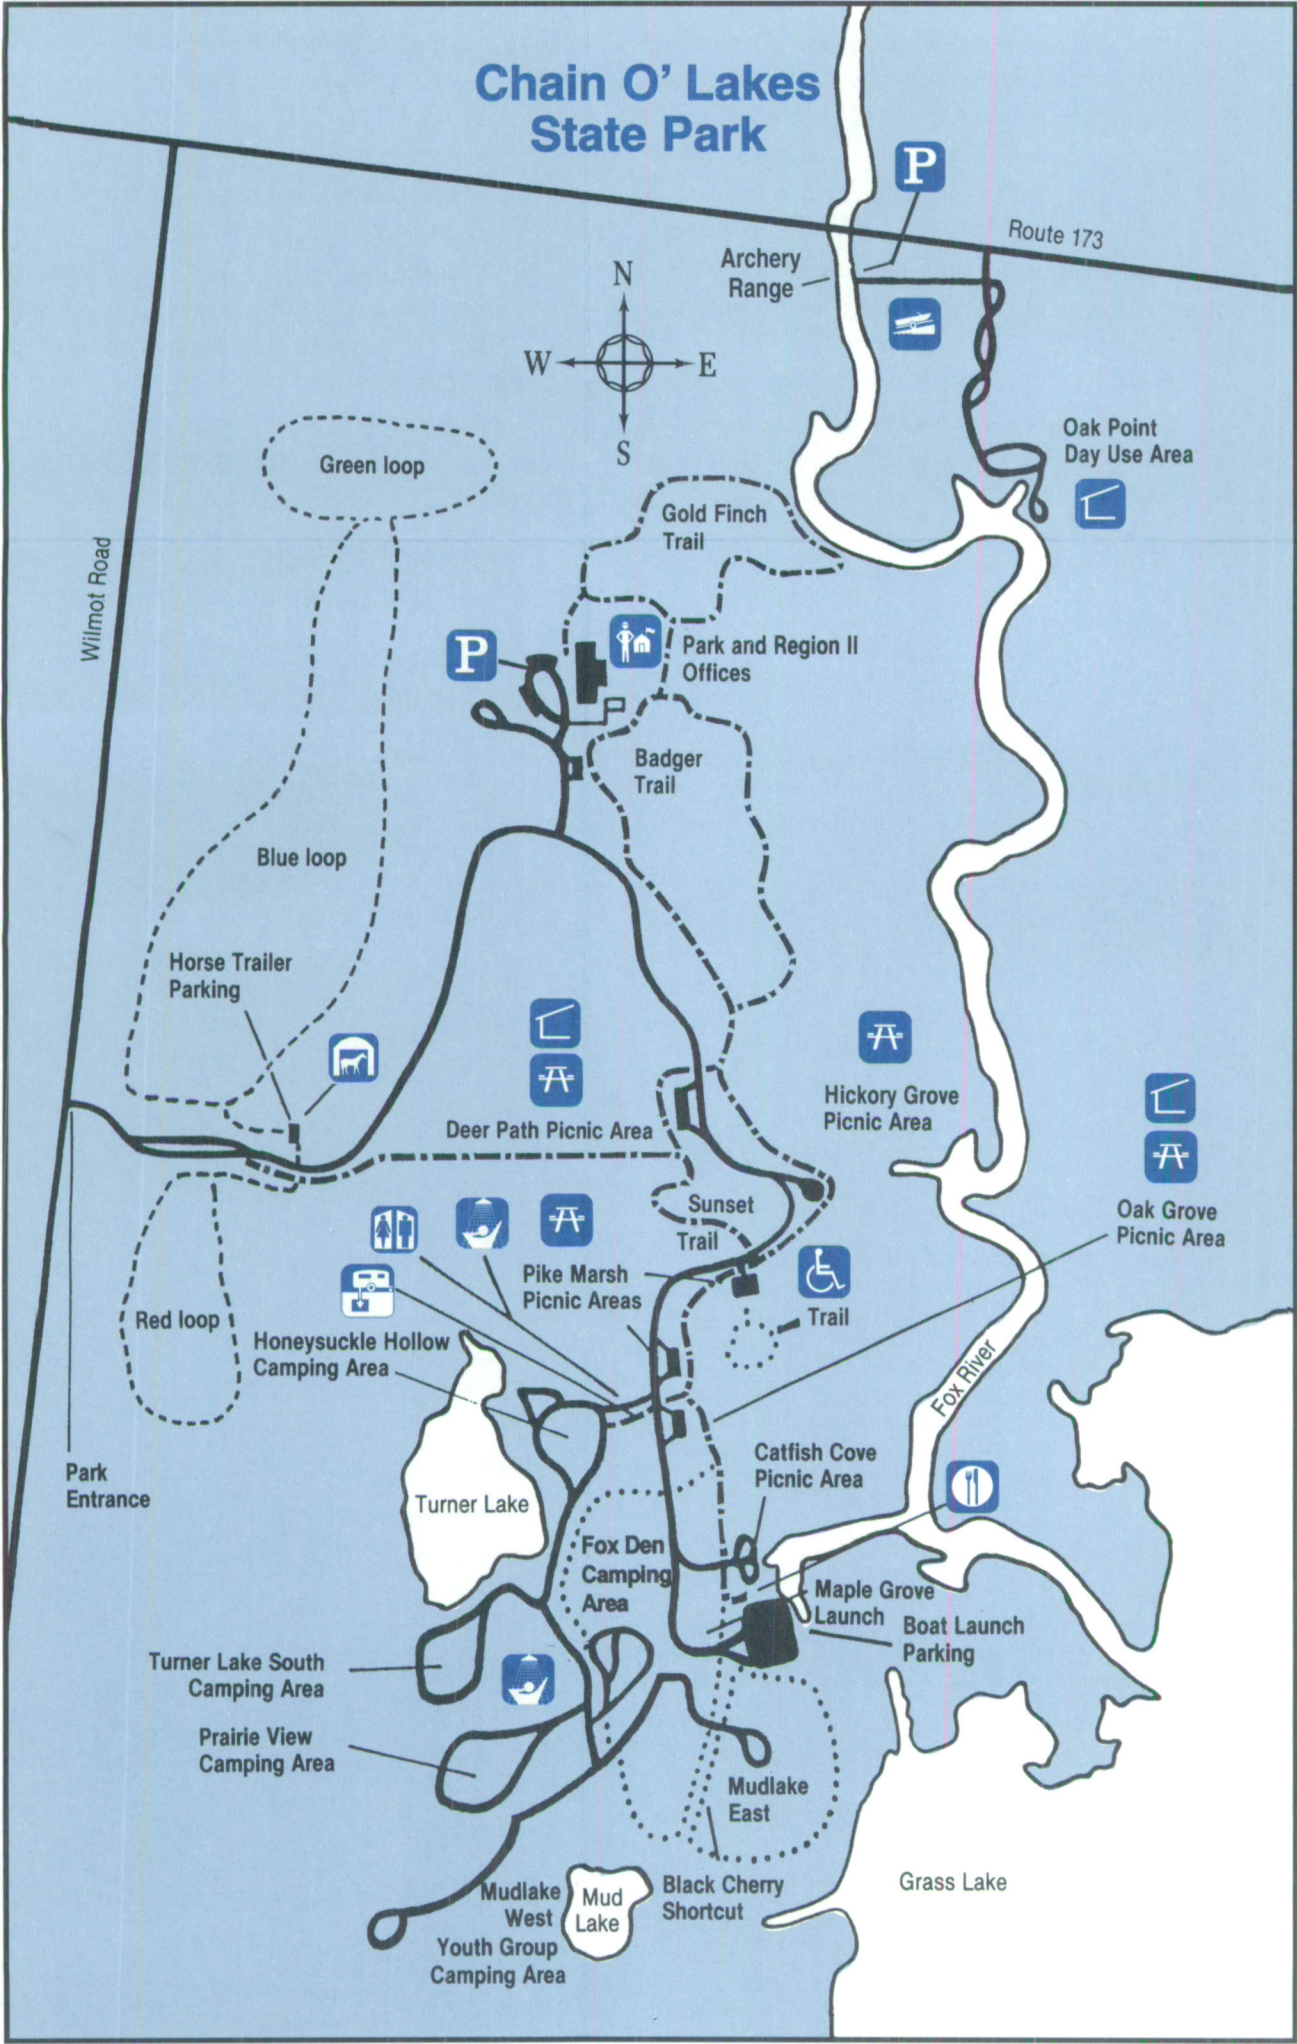 Chain O' Lakes
State Park
P
Route 173
Archery
Range
N
W
E
S
Oak Point
Day Use Area
Green loop
Gold Finch
Trail
Wilmot Road
P
Park and Region II
Offices
Badger
Trail
Blue loop
Horse Trailer
Parking
Hickory Grove
Picnic Area
Deer Path Picnic Area
Oak Grove
Picnic Area
Sunset
Trail
Pike Marsh
Picnic Areas
Trail
Red loop
Honeysuckle Hollow
Camping Area
Fox River
Park
Entrance
Catfish Cove
Picnic Area
Turner Lake
Fox Den
Camping
Area
Maple Grove
Launch
Boat Launch
Parking
Turner Lake South
Camping Area
Prairie View
Camping Area
Mudlake
East
Black Cherry
Shortcut
Grass Lake
Mudlake
West
Mud
Lake
Youth Group
Camping Area